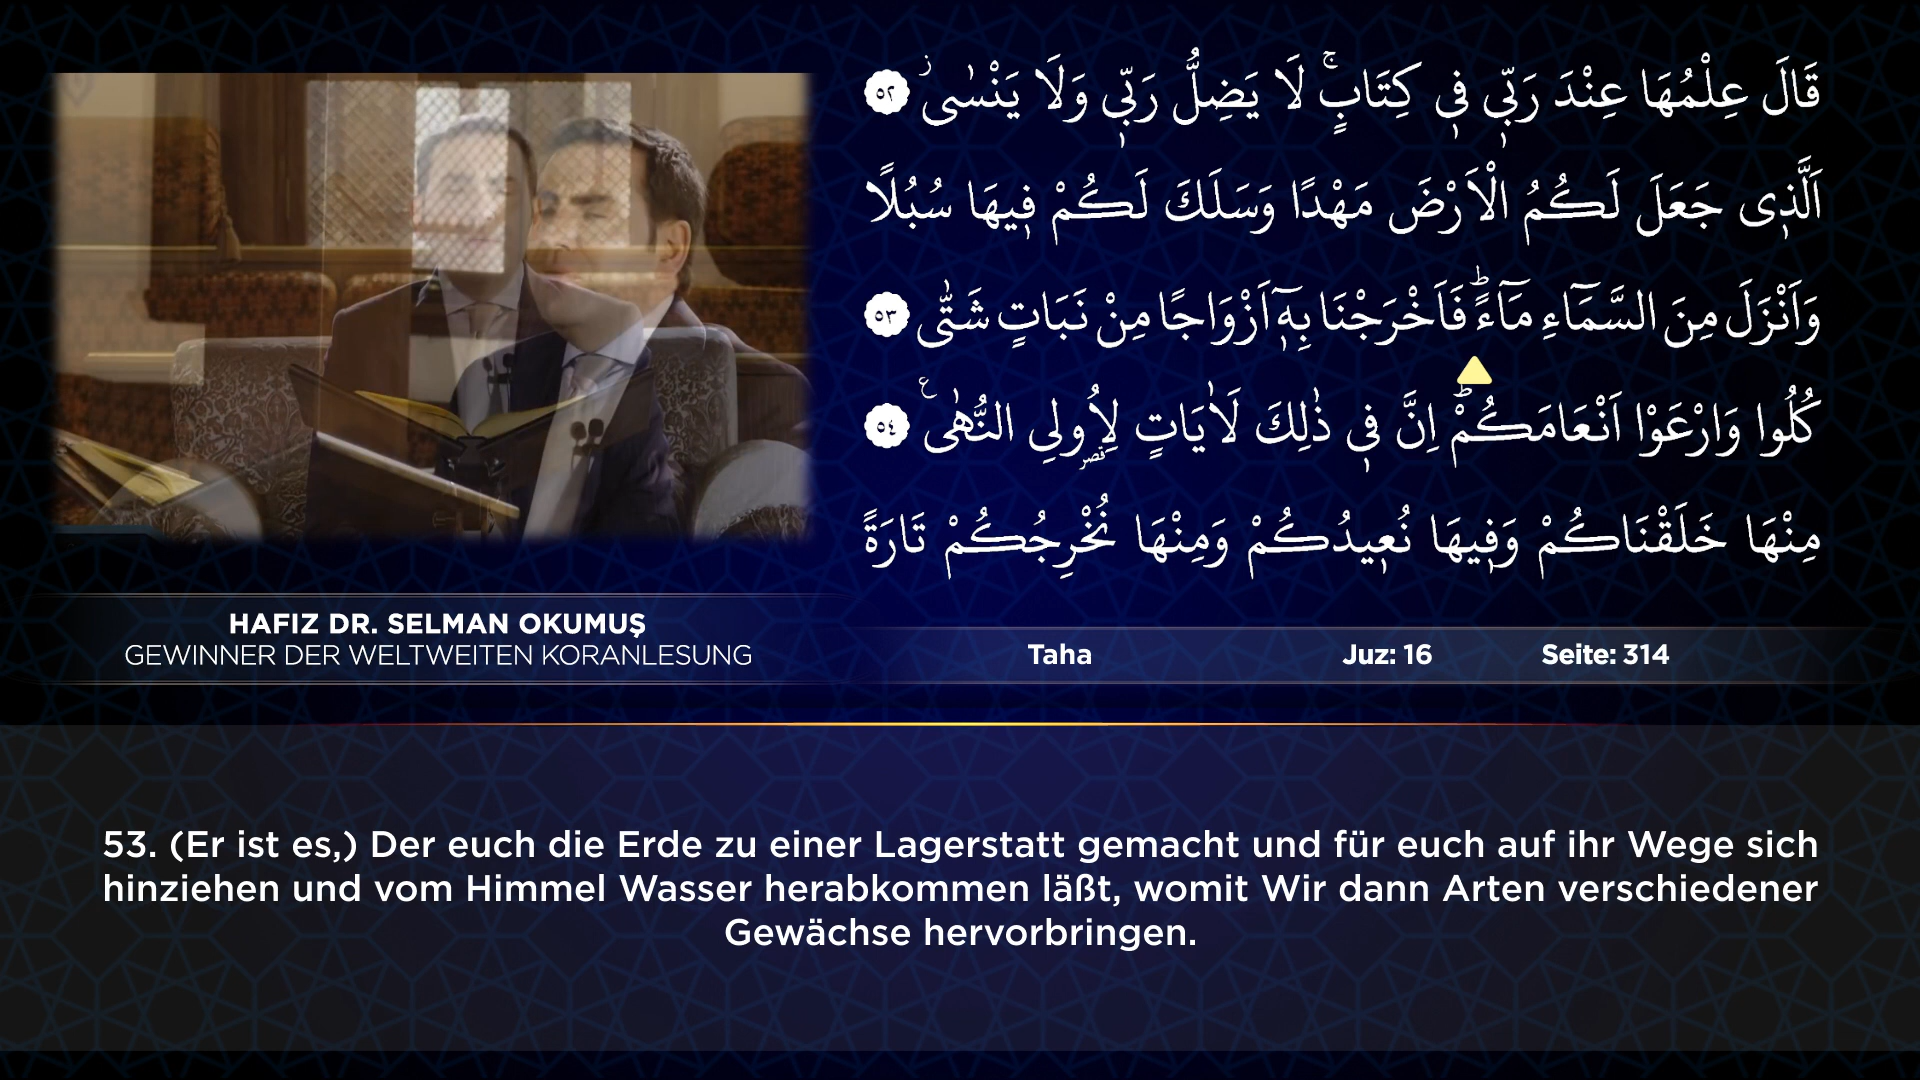 قَالَ عِلْمُهَا عِنْدَ رَبّ۪ي ف۪ي كِتَابٍۚ لَا يَضِلُّ رَبّ۪ي وَلَا يَنْسٰىۘ ٥٢
اَلَّذ۪ي جَعَلَ لَكُمُ الْاَرْضَ مَهْدًا وَسَلَكَ لَكُمْ ف۪يهَا سُبُلًا
وَاَنْزَلَ مِنَ السَّمَٓاءِ مَٓاءًۜ فَاَخْرَجْنَا بِه۪ٓ اَزْوَاجًا مِنْ نَبَاتٍ شَتّٰى ٥٣
كُلُوا وَارْعَوْا اَنْعَامَكُمْۜ اِنَّ ف۪ي ذٰلِكَ لَاٰيَاتٍ لِاُو۬لِي النُّهٰى۟ ٥٤
مِنْهَا خَلَقْنَاكُمْ وَف۪يهَا نُع۪يدُكُمْ وَمِنْهَا نُخْرِجُكُمْ تَارَةً
HAFIZ DR. SELMAN OKUMUŞ
GEWINNER DER WELTWEITEN KORANLESUNG
Taha Juz: 16 Seite: 314
53. (Er ist es,) Der euch die Erde zu einer Lagerstatt gemacht und für euch auf ihr Wege sich
hinziehen und vom Himmel Wasser herabkommen läßt, womit Wir dann Arten verschiedener
Gewächse hervorbringen.